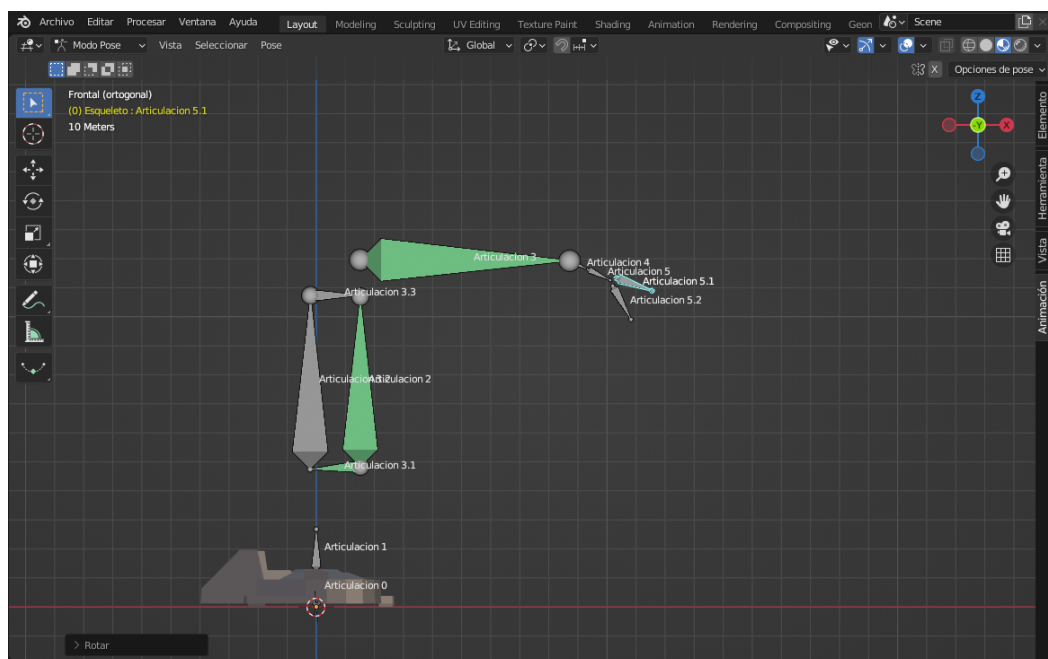 Archivo Editar Procesar Ventana Ayuda Layout Modeling Sculpting UV Editing Texture Paint Shading Animation Rendering Compositing Geon Scene
Modo Pose Vista Seleccionar Pose Global
X Opciones de pose
Frontal (ortogonal)
(0) Esqueleto : Articulacion 5.1
10 Meters
Z
-Y
X
Elemento
Herramienta
Vista
Animación
Articulacion 3
Articulacion 4
Articulacion 5
Articulacion 5.1
Articulacion 5.2
Articulacion 3.3
Articulacion 3.2
Articulacion 2
Articulacion 3.1
Articulacion 1
Articulacion 0
> Rotar